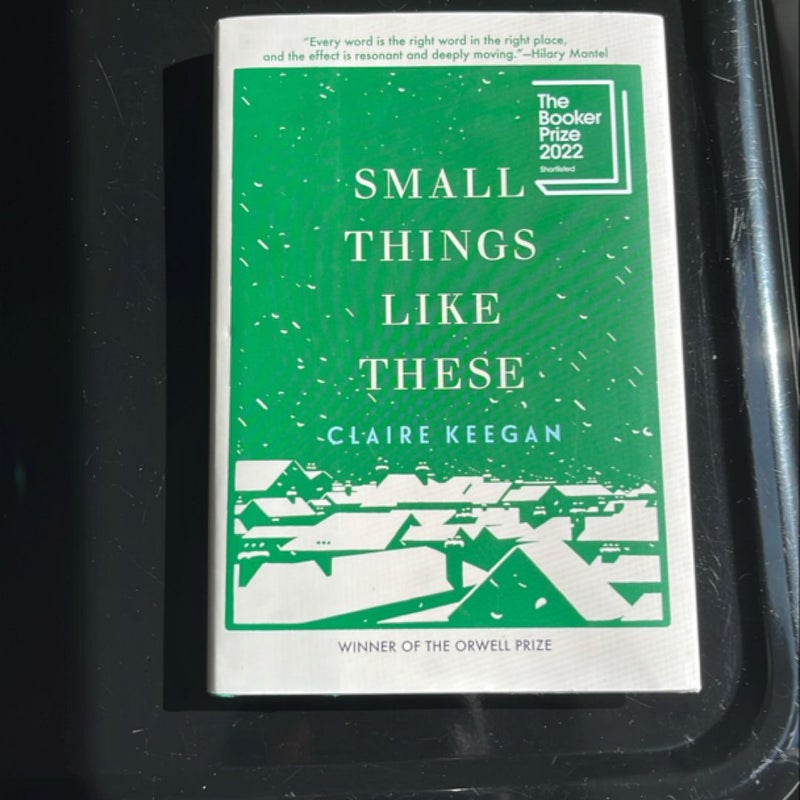 “Every word is the right word in the right place,
and the effect is resonant and deeply moving.”—Hilary Mantel
The
Booker
Prize
2022
Shortlisted
SMALL
THINGS
LIKE
THESE
CLAIRE KEEGAN
WINNER OF THE ORWELL PRIZE